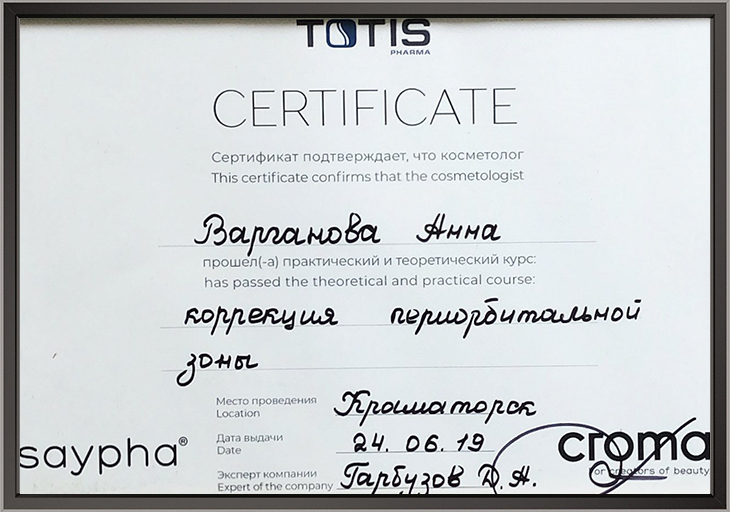 TOTIS
PHARMA
CERTIFICATE
Сертификат подтверждает, что косметолог
This certificate confirms that the cosmetologist
Варганова Анна
прошел(-а) практический и теоретический курс:
has passed the theoretical and practical course:
коррекция периорбитальной
зоны
Место проведения
Location
Краматорск
Дата выдачи
Date
24. 06. 19
Эксперт компании
Expert of the company
Гарбузов Д.А.
saypha®
croma
for creators of beauty